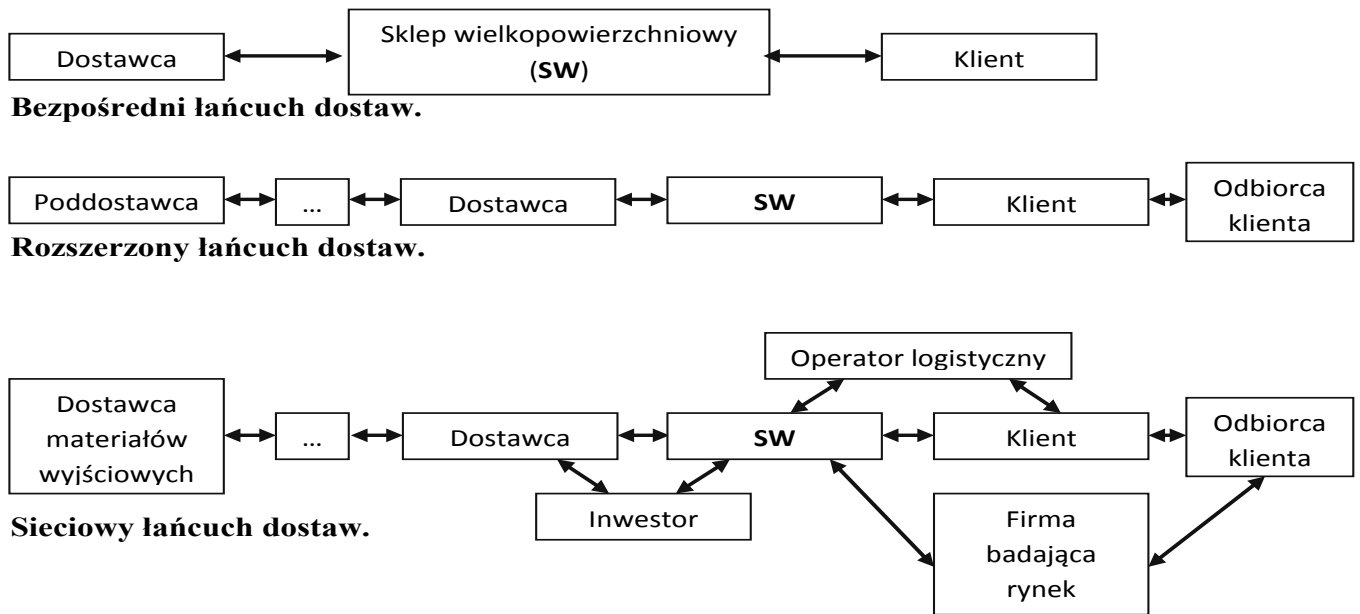 Dostawca
Sklep wielkopowierzchniowy
(SW)
Klient
Bezpośredni łańcuch dostaw.
Poddostawca
...
Dostawca
SW
Klient
Odbiorca
klienta
Rozszerzony łańcuch dostaw.
Operator logistyczny
Dostawca
materiałów
wyjściowych
...
Dostawca
SW
Klient
Odbiorca
klienta
Inwestor
Firma
badająca
rynek
Sieciowy łańcuch dostaw.